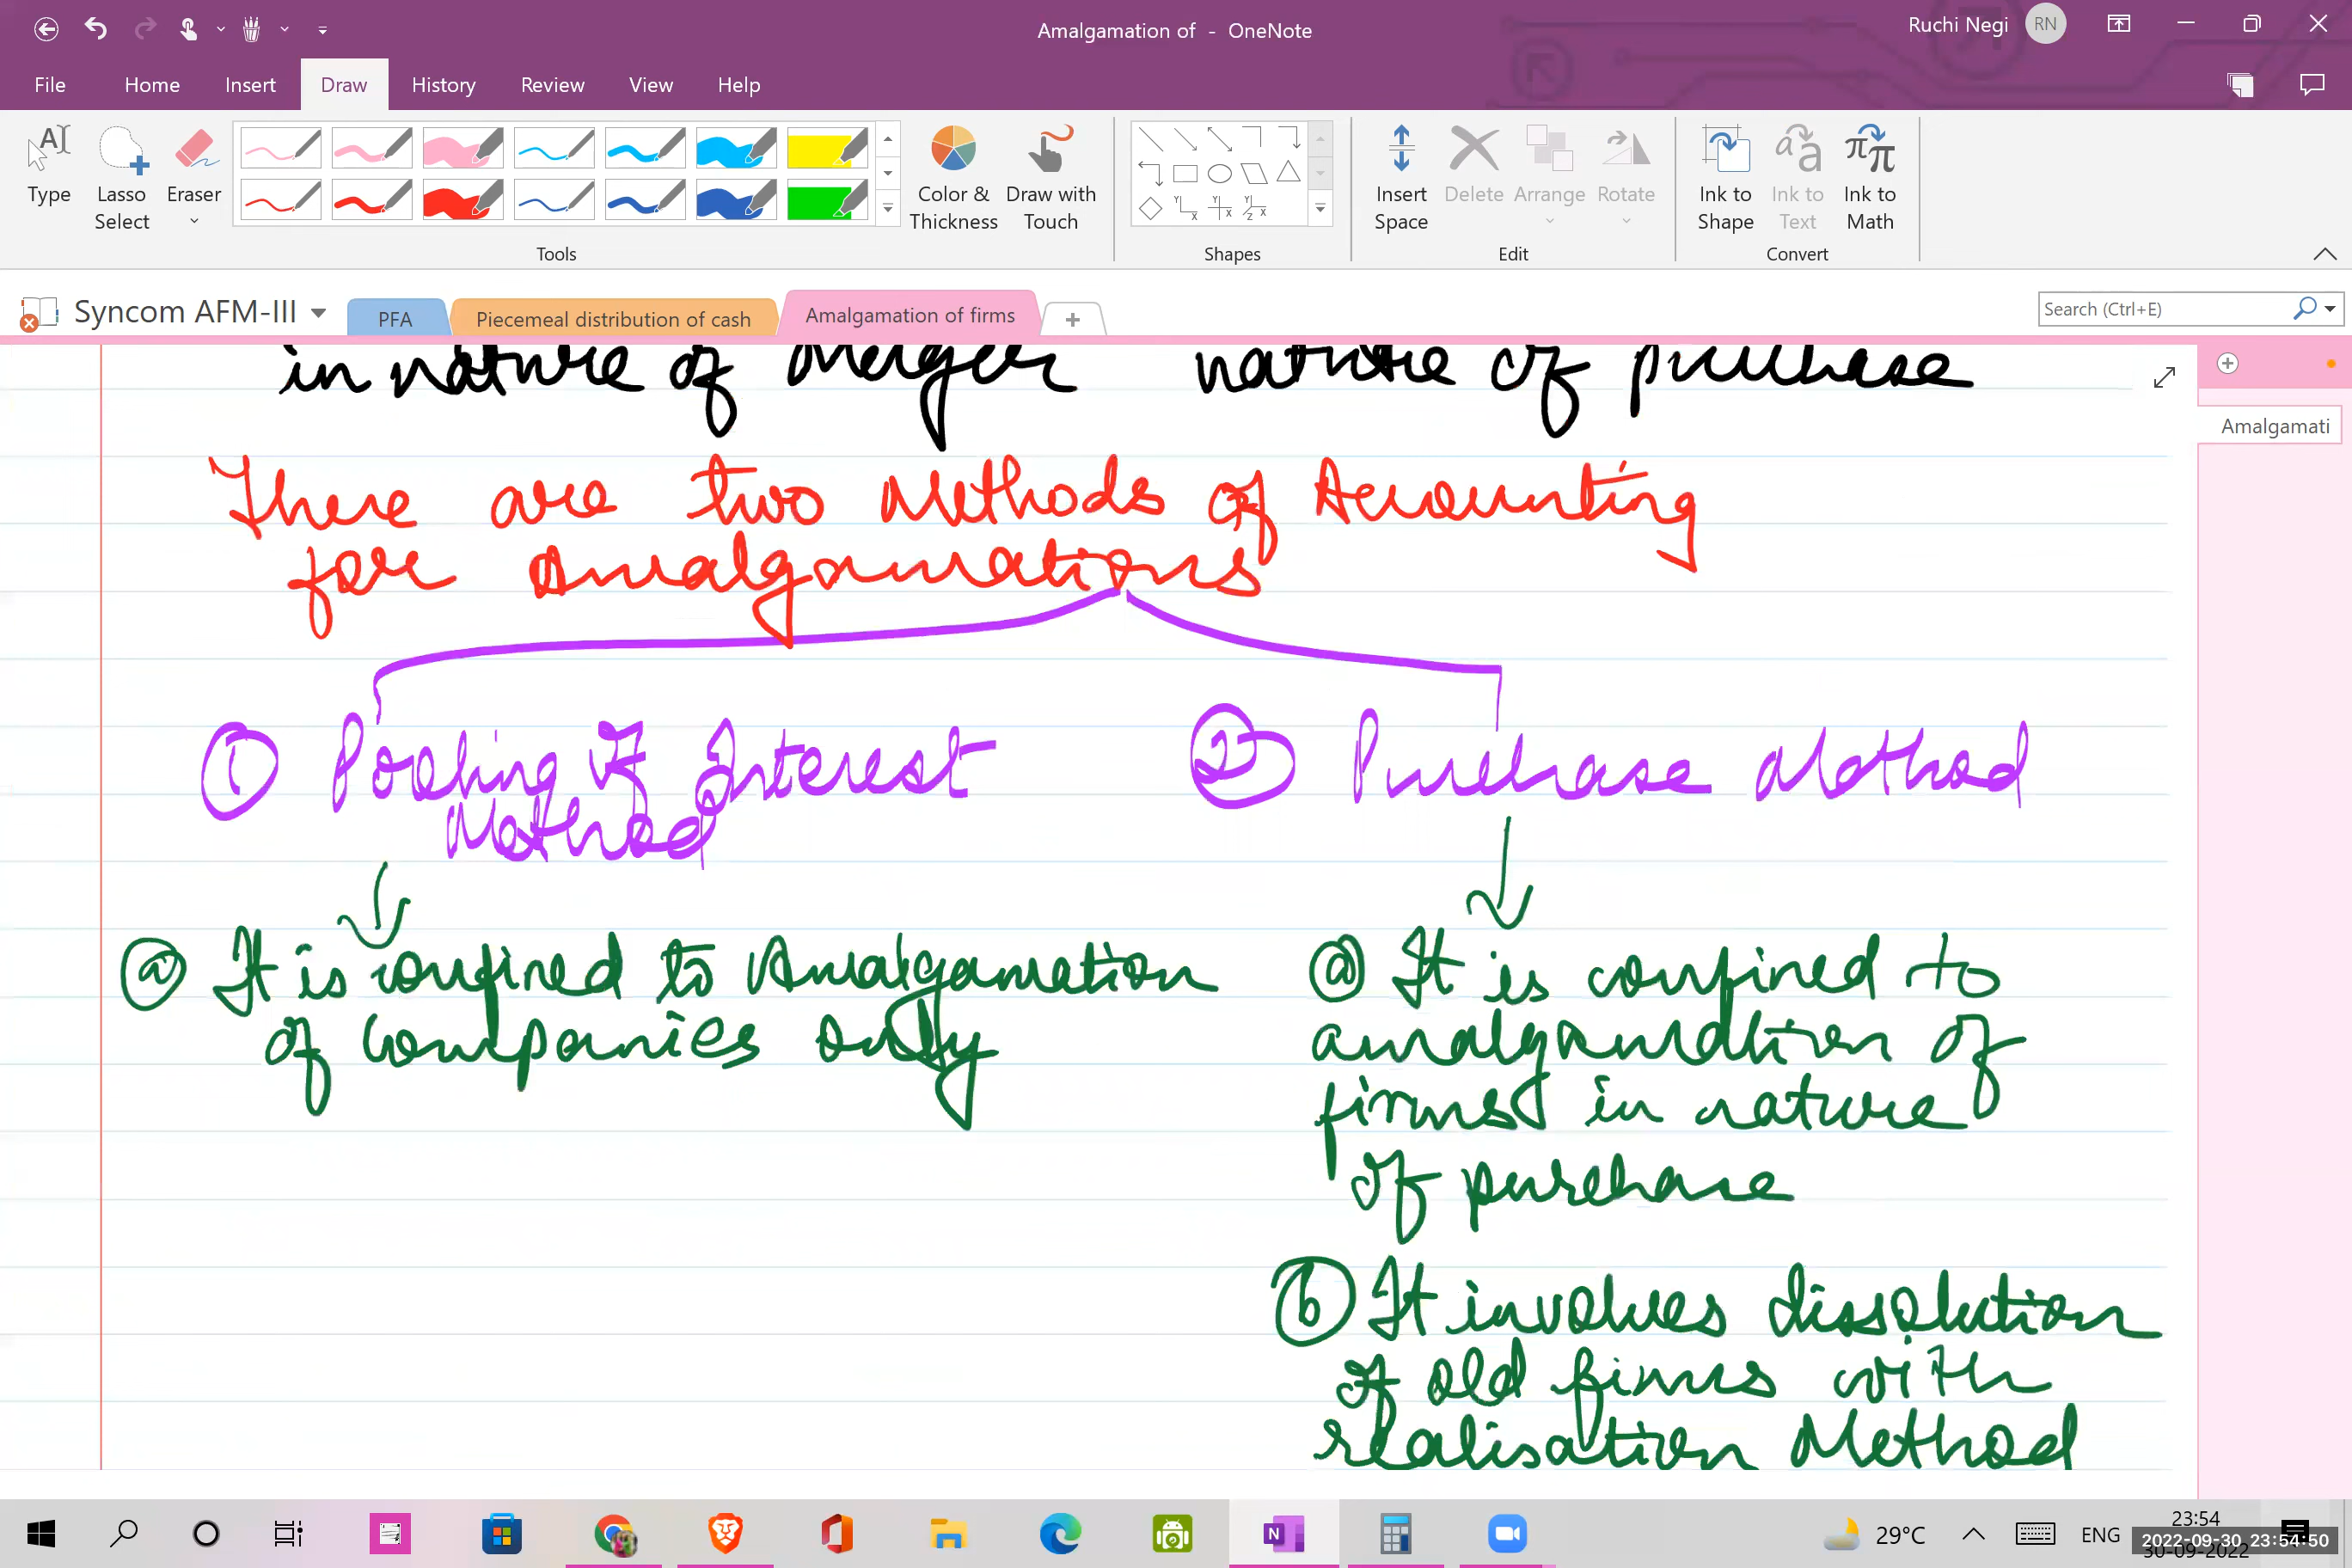 Amalgamation of - OneNote
Ruchi Negi RN
File Home Insert Draw History Review View Help
Type
Lasso Select
Eraser
Color & Thickness
Draw with Touch
Insert Space
Delete
Arrange
Rotate
Ink to Shape
Ink to Text
Ink to Math
Tools Shapes Edit Convert
Syncom AFM-III PFA Piecemeal distribution of cash Amalgamation of firms +
Search (Ctrl+E)
Amalgamati
in nature of Merger nature of purchase
There are two Methods of Accounting
for Amalgamations
① Pooling of Interest ② Purchase Method
Method
ⓐ It is confined to Amalgamation
of Companies only
ⓐ It is confined to
amalgamation of
firms in nature
of purchase
ⓑ It involves dissolution
of old firms with
realisation Method
29°C ENG 23:54
2022-09-30 23:54:50
30-09-2022